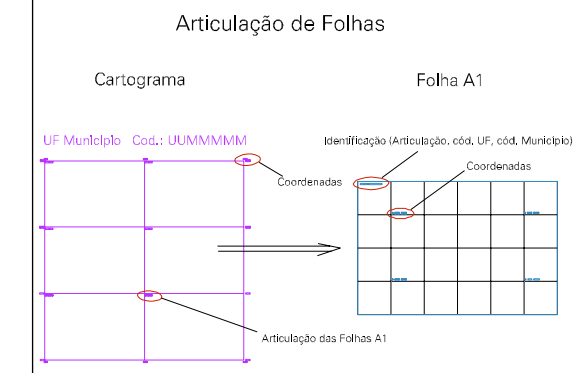 Articulação de Folhas
Cartograma
Folha A1
UF Município Cod.: UUMMMMM
Identificação (Articulação, cód. UF, cód. Município)
Coordenadas
Coordenadas
Articulação das Folhas A1